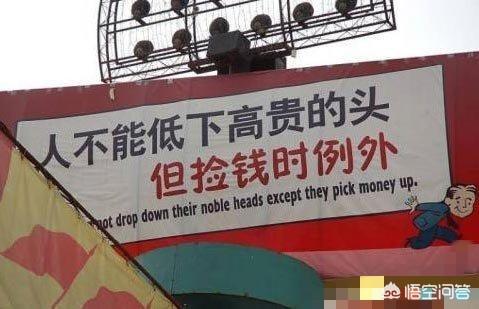 人不能低下高贵的头
但捡钱时例外
not drop down their noble heads except they pick money up.
悟空问答